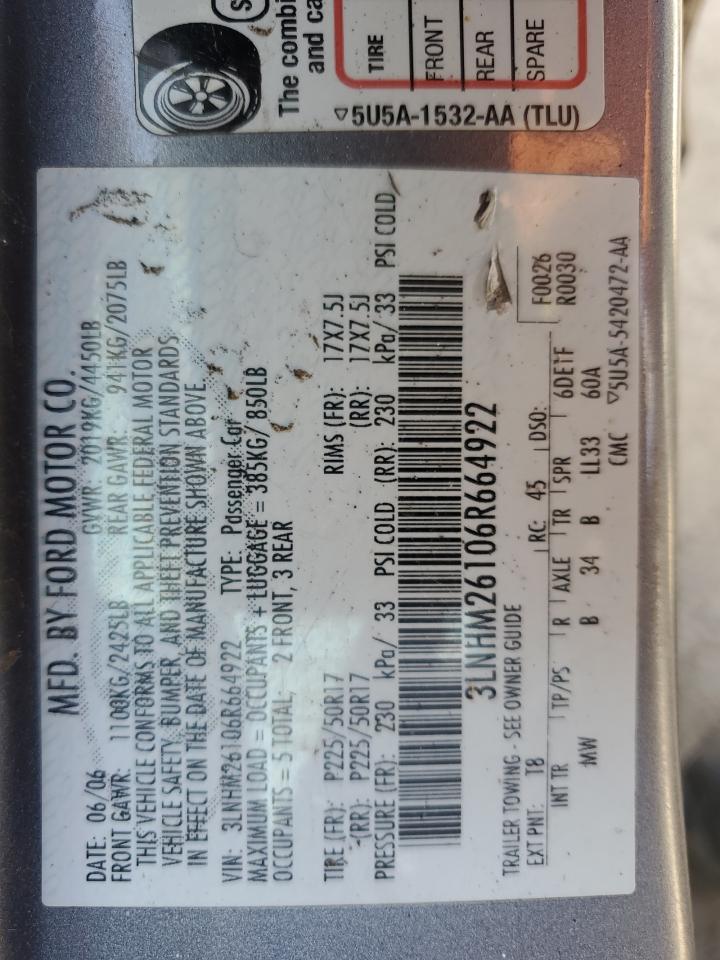 The combi
and ca
TIRE
FRONT
REAR
SPARE
5U5A-1532-AA (TLU)
MFD. BY FORD MOTOR CO.
DATE: 06/06 GVWR: 2019KG/4450LB
FRONT GAWR: 1100KG/2425LB REAR GAWR: 941KG/2075LB
THIS VEHICLE CONFORMS TO ALL APPLICABLE FEDERAL MOTOR
VEHICLE SAFETY, BUMPER, AND THEFT PREVENTION STANDARDS
IN EFFECT ON THE DATE OF MANUFACTURE SHOWN ABOVE.
VIN: 3LNHM26106R664922 TYPE: Passenger Car
MAXIMUM LOAD = OCCUPANTS + LUGGAGE = 385KG/ 850LB
OCCUPANTS = 5 TOTAL, 2 FRONT, 3 REAR
TIRE (FR): P225/50R17 RIMS (FR): 17X7.5J
(RR): P225/50R17 (RR): 17X7.5J
PRESSURE (FR): 230 kPa/ 33 PSI COLD (RR): 230 kPa/ 33 PSI COLD
3LNHM26106R664922
TRAILER TOWING - SEE OWNER GUIDE
F0026
R0030
EXT PNT: T8 RC: 45 DSO:
INT TR TP/PS R AXLE TR SPR 6DE1F
MW B 34 B LL33 60A
CMC 5U5A-5420472-AA